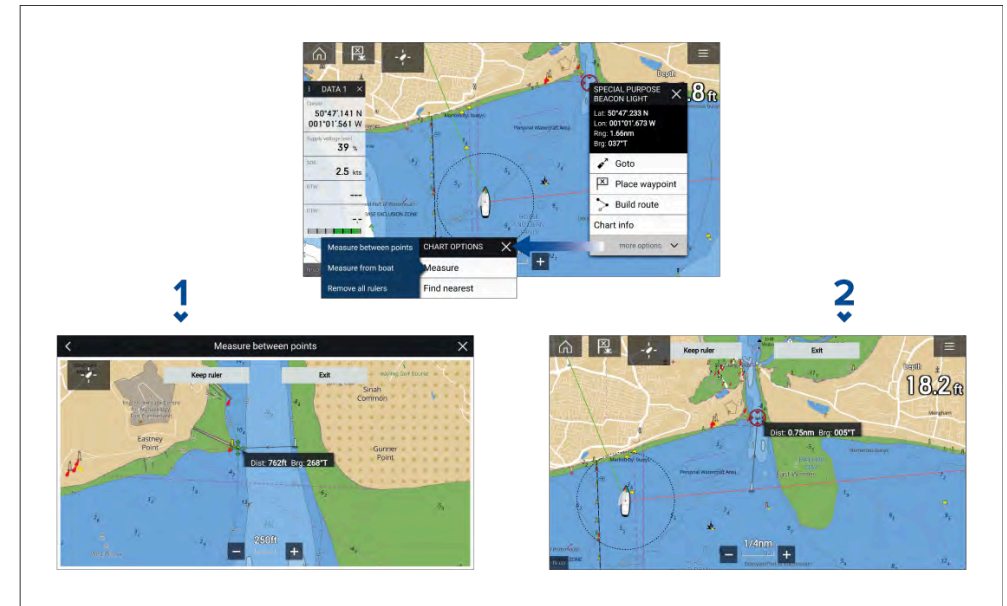 DATA 1
50°47'.141 N
001°01'.561 W
39 %
2.5 kts
---
Personal Watercraft Area
Depth
.8 ft
SPECIAL PURPOSE
BEACON LIGHT
Lat: 50°47'.233 N
Lon: 001°01'.673 W
Rng: 1.66nm
Brg: 037°T
Goto
Place waypoint
Build route
Chart info
more options
CHART OPTIONS
Measure between points
Measure
Measure from boat
Find nearest
Remove all rulers
1
2
Measure between points
Keep ruler
Exit
Sinah
Common
Eastney
Point
Gunner
Point
Dist: 762ft Brg: 268°T
250ft
Keep ruler
Exit
Depth
18.2 ft
Dist: 0.75nm Brg: 005°T
Personal Watercraft Area
1/4nm